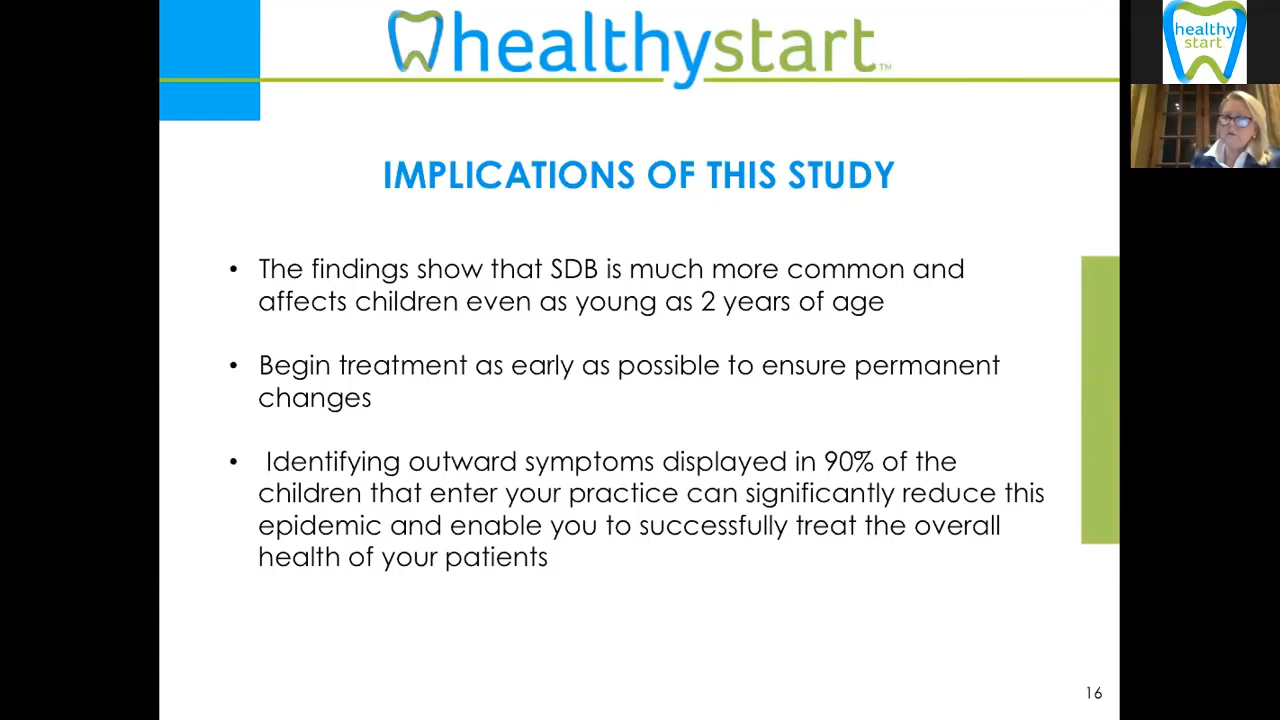 healthystart™
healthy
start
IMPLICATIONS OF THIS STUDY
• The findings show that SDB is much more common and
affects children even as young as 2 years of age
• Begin treatment as early as possible to ensure permanent
changes
• Identifying outward symptoms displayed in 90% of the
children that enter your practice can significantly reduce this
epidemic and enable you to successfully treat the overall
health of your patients
16